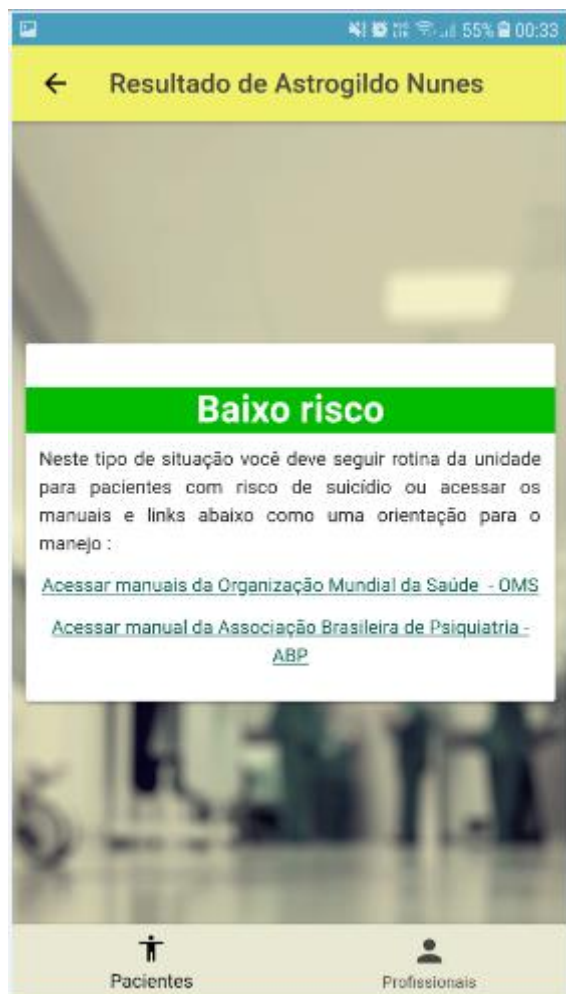 55% 00:33
Resultado de Astrogildo Nunes
Baixo risco
Neste tipo de situação você deve seguir rotina da unidade
para pacientes com risco de suicídio ou acessar os
manuais e links abaixo como uma orientação para o
manejo :
Acessar manuais da Organização Mundial da Saúde - OMS
Acessar manual da Associação Brasileira de Psiquiatria -
ABP
Pacientes
Profissionais